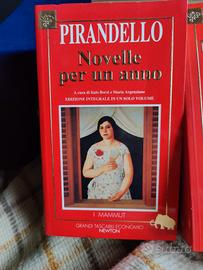 PIRANDELLO
Novelle
per un anno
A cura di Italo Borzi e Maria Argenziano
EDIZIONE INTEGRALE IN UN SOLO VOLUME
I MAMMUT
GRANDI TASCABILI ECONOMICI
NEWTON